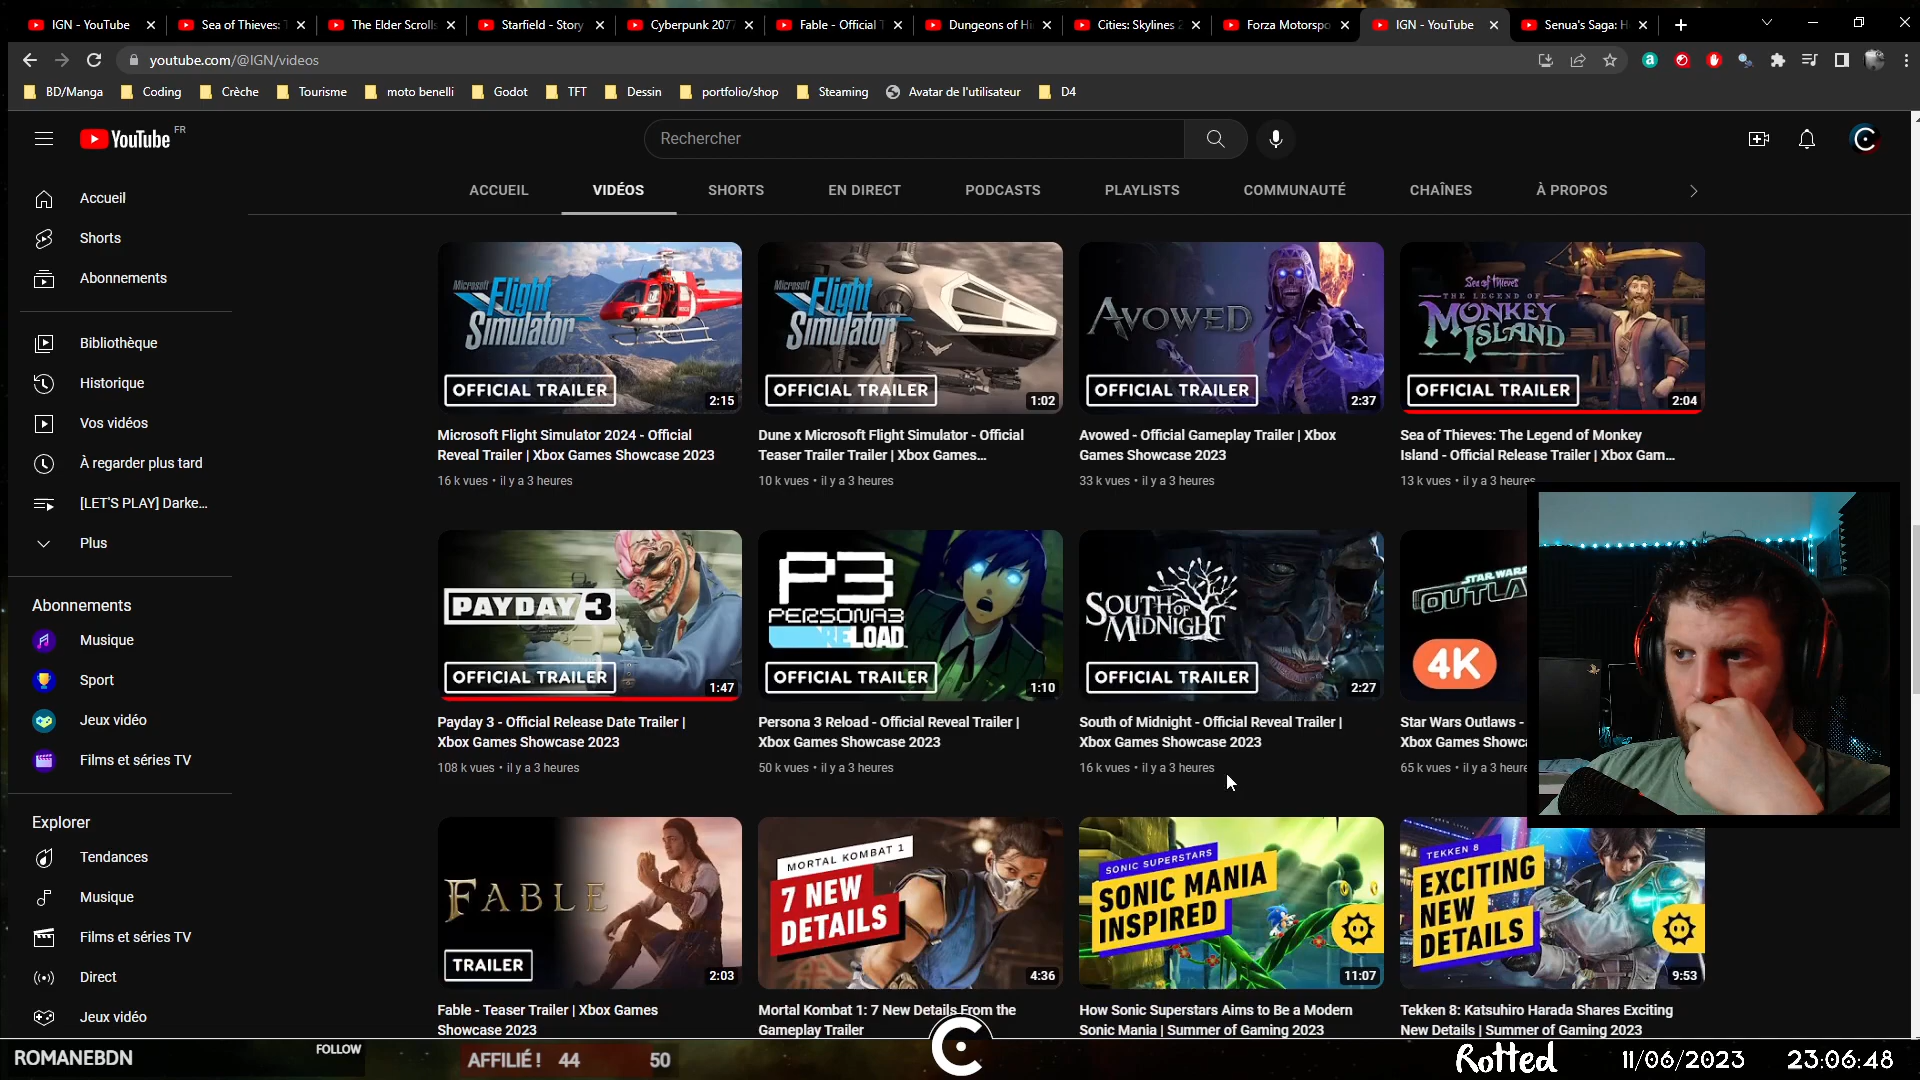 IGN - YouTube
Sea of Thieves: T
The Elder Scrolls
Starfield - Story
Cyberpunk 2077
Fable - Official T
Dungeons of Hi
Cities: Skylines 2
Forza Motorspo
IGN - YouTube
Senua's Saga: H
youtube.com/@IGN/videos
BD/Manga
Coding
Crèche
Tourisme
moto benelli
Godot
TFT
Dessin
portfolio/shop
Steaming
Avatar de l'utilisateur
D4
YouTube FR
Rechercher
ACCUEIL
VIDÉOS
SHORTS
EN DIRECT
PODCASTS
PLAYLISTS
COMMUNAUTÉ
CHAÎNES
À PROPOS
Accueil
Shorts
Abonnements
Bibliothèque
Historique
Vos vidéos
À regarder plus tard
[LET'S PLAY] Darke...
Plus
Abonnements
Musique
Sport
Jeux vidéo
Films et séries TV
Explorer
Tendances
Musique
Films et séries TV
Direct
Jeux vidéo
Microsoft
Flight
Simulator
OFFICIAL TRAILER
2:15
Microsoft Flight Simulator 2024 - Official
Reveal Trailer | Xbox Games Showcase 2023
16 k vues • il y a 3 heures
Microsoft
Flight
Simulator
OFFICIAL TRAILER
1:02
Dune x Microsoft Flight Simulator - Official
Teaser Trailer Trailer | Xbox Games...
10 k vues • il y a 3 heures
AVOWED
OFFICIAL TRAILER
2:37
Avowed - Official Gameplay Trailer | Xbox
Games Showcase 2023
33 k vues • il y a 3 heures
Sea of Thieves
THE LEGEND OF
MONKEY
ISLAND
OFFICIAL TRAILER
2:04
Sea of Thieves: The Legend of Monkey
Island - Official Release Trailer | Xbox Gam...
13 k vues • il y a 3 heures
PAYDAY 3
OFFICIAL TRAILER
1:47
Payday 3 - Official Release Date Trailer |
Xbox Games Showcase 2023
108 k vues • il y a 3 heures
P3
PERSONA3
RELOAD
OFFICIAL TRAILER
1:10
Persona 3 Reload - Official Reveal Trailer |
Xbox Games Showcase 2023
50 k vues • il y a 3 heures
SOUTH OF
MIDNIGHT
OFFICIAL TRAILER
2:27
South of Midnight - Official Reveal Trailer |
Xbox Games Showcase 2023
16 k vues • il y a 3 heures
STAR WARS
OUTLA
4K
Star Wars Outlaws -
Xbox Games Showca
65 k vues • il y a 3 heure
FABLE
TRAILER
2:03
Fable - Teaser Trailer | Xbox Games
Showcase 2023
MORTAL KOMBAT 1
7 NEW
DETAILS
4:36
Mortal Kombat 1: 7 New Details From the
Gameplay Trailer
SONIC SUPERSTARS
SONIC MANIA
INSPIRED
11:07
How Sonic Superstars Aims to Be a Modern
Sonic Mania | Summer of Gaming 2023
TEKKEN 8
EXCITING
NEW
DETAILS
9:53
Tekken 8: Katsuhiro Harada Shares Exciting
New Details | Summer of Gaming 2023
ROMANEBDN
FOLLOW
AFFILIÉ ! 44
50
Rotted
11/06/2023
23:06:48